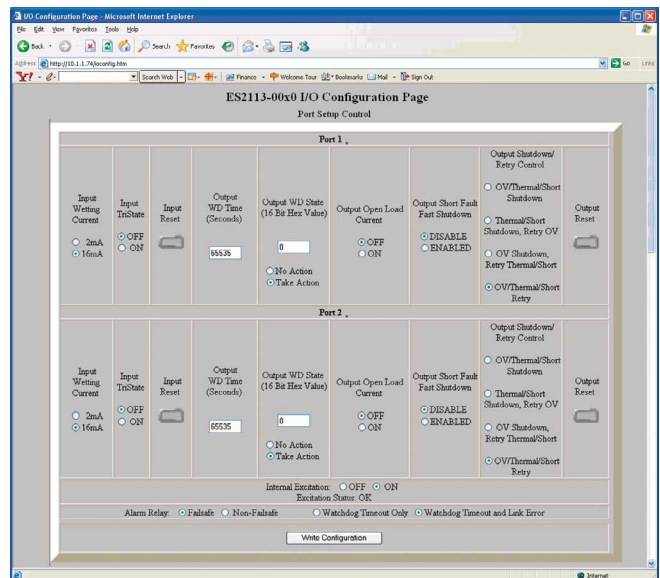 I/O Configuration Page - Microsoft Internet Explorer
File Edit View Favorites Tools Help
Back Search Favorites
Address http://10.1.1.74/ioconfig.htm Go Links
Y! Search Web Finance Welcome Tour Bookmarks Mail Sign Out
ES2113-00x0 I/O Configuration Page
Port Setup Control
Port 1
Input Wetting Current
2mA
16mA
Input TriState
OFF
ON
Input Reset
Output WD Time (Seconds)
65535
Output WD State (16 Bit Hex Value)
0
No Action
Take Action
Output Open Load Current
OFF
ON
Output Short Fault Fast Shutdown
DISABLE
ENABLED
Output Shutdown/ Retry Control
OV/Thermal/Short Shutdown
Thermal/Short Shutdown, Retry OV
OV Shutdown, Retry Thermal/Short
OV/Thermal/Short Retry
Output Reset
Port 2
Input Wetting Current
2mA
16mA
Input TriState
OFF
ON
Input Reset
Output WD Time (Seconds)
65535
Output WD State (16 Bit Hex Value)
0
No Action
Take Action
Output Open Load Current
OFF
ON
Output Short Fault Fast Shutdown
DISABLE
ENABLED
Output Shutdown/ Retry Control
OV/Thermal/Short Shutdown
Thermal/Short Shutdown, Retry OV
OV Shutdown, Retry Thermal/Short
OV/Thermal/Short Retry
Output Reset
Internal Excitation: OFF ON
Excitation Status: OK
Alarm Relay: Failsafe Non-Failsafe Watchdog Timeout Only Watchdog Timeout and Link Error
Write Configuration
Internet